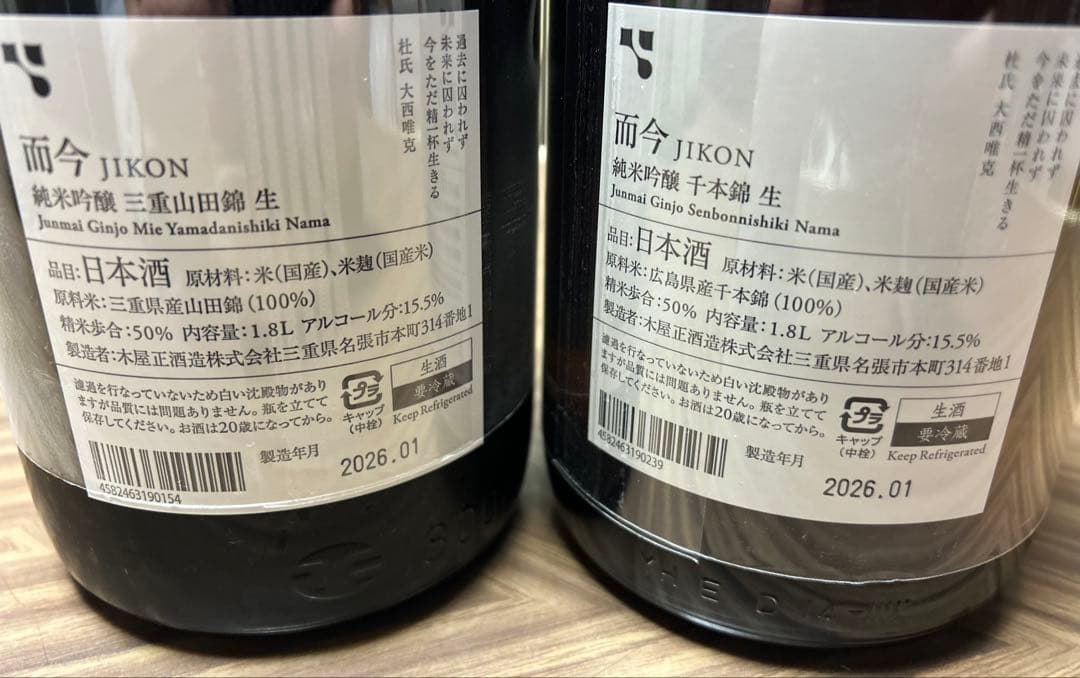 過去に囚われず
未来に囚われず
今をただ精一杯生きる
杜氏 大西唯克
而今 JIKON
純米吟醸 三重山田錦 生
Junmai Ginjo Mie Yamadanishiki Nama
品目:日本酒 原材料:米(国産)、米麹(国産米)
原料米:三重県産山田錦(100%)
精米歩合:50% 内容量:1.8L アルコール分:15.5%
製造者:木屋正酒造株式会社三重県名張市本町314番地1
濾過を行なっていないため白い沈殿物があり
ますが品質には問題ありません。瓶を立てて
保存してください。お酒は20歳になってから。
プラ
キャップ
(中栓)
生酒
要冷蔵
Keep Refrigerated
4582463190154
製造年月
2026.01
過去に囚われず
未来に囚われず
今をただ精一杯生きる
杜氏 大西唯克
而今 JIKON
純米吟醸 千本錦 生
Junmai Ginjo Senbonnishiki Nama
品目:日本酒 原材料:米(国産)、米麹(国産米)
原料米:広島県産千本錦(100%)
精米歩合:50% 内容量:1.8L アルコール分:15.5%
製造者:木屋正酒造株式会社三重県名張市本町314番地1
濾過を行なっていないため白い沈殿物があり
ますが品質には問題ありません。瓶を立てて
保存してください。お酒は20歳になってから。
プラ
キャップ
(中栓)
生酒
要冷蔵
Keep Refrigerated
4582463190239
製造年月
2026.01